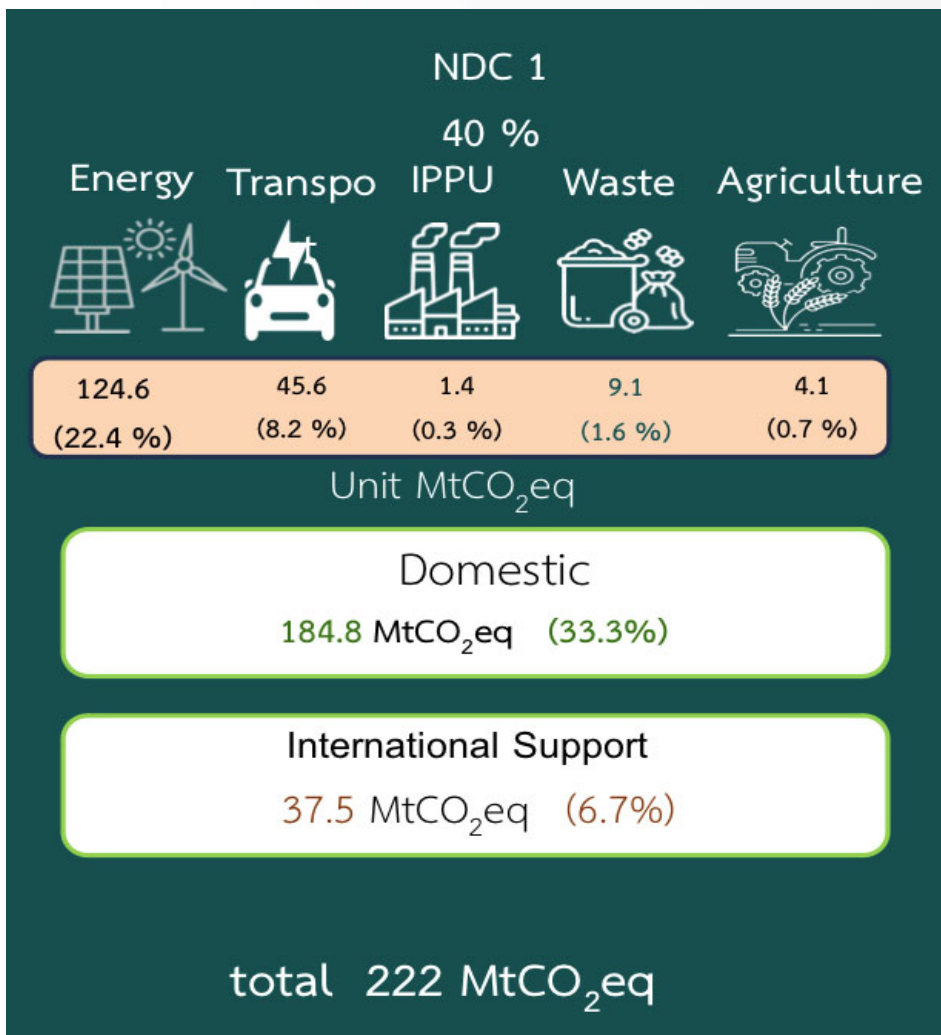 NDC 1
40 %
Energy Transpo IPPU Waste Agriculture
124.6 45.6 1.4 9.1 4.1
(22.4 %) (8.2 %) (0.3 %) (1.6 %) (0.7 %)
Unit MtCO₂eq
Domestic
184.8 MtCO₂eq (33.3%)
International Support
37.5 MtCO₂eq (6.7%)
total 222 MtCO₂eq